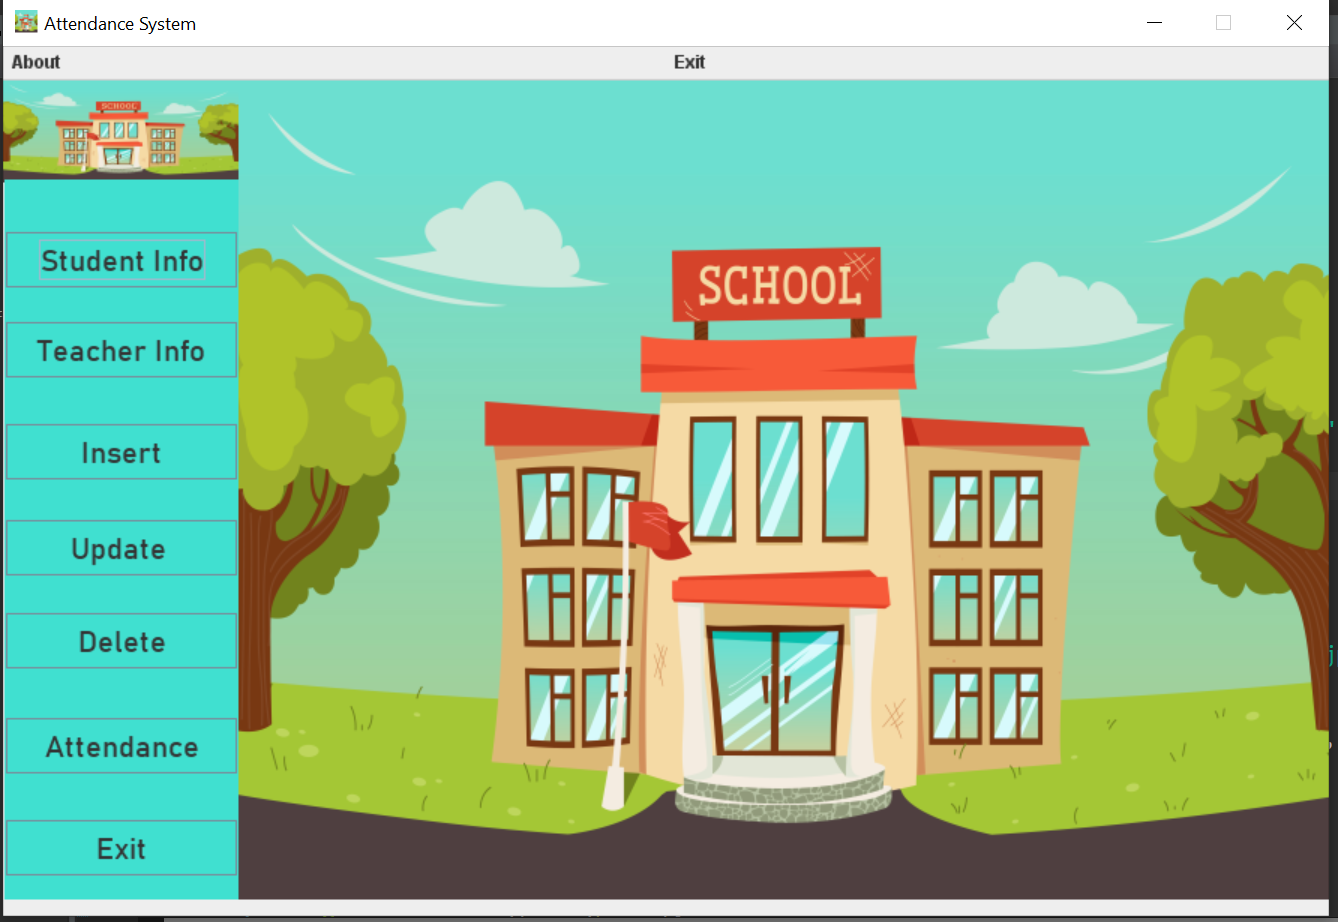 Attendance System
About Exit
SCHOOL
SCHOOL
Student Info
Teacher Info
Insert
Update
Delete
Attendance
Exit